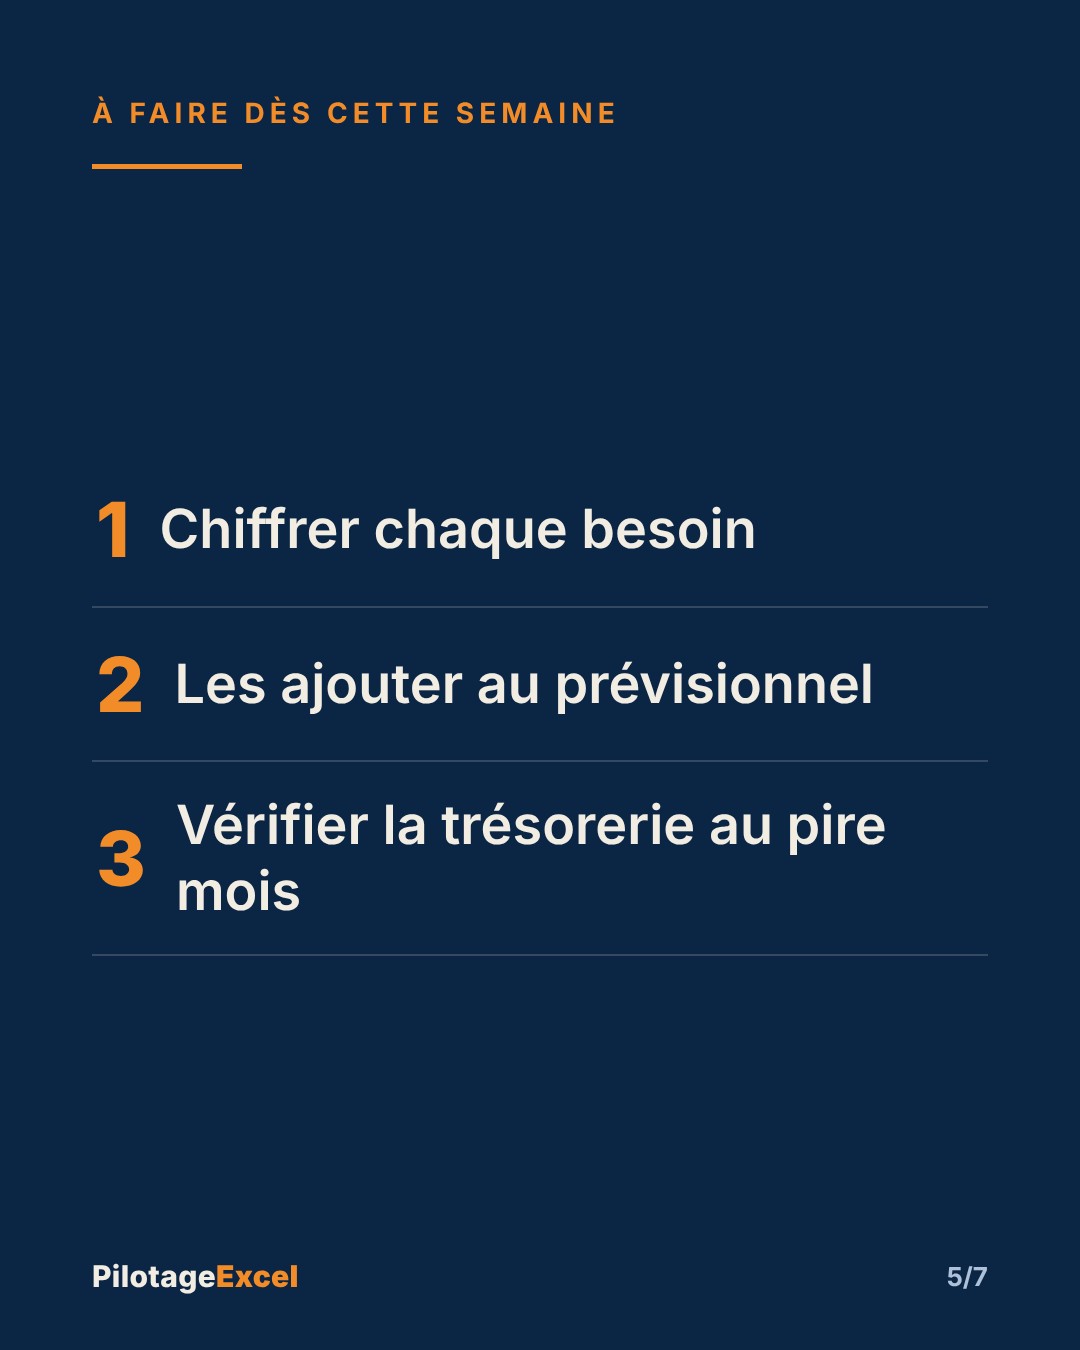 À FAIRE DÈS CETTE SEMAINE
1 Chiffrer chaque besoin
2 Les ajouter au prévisionnel
3 Vérifier la trésorerie au pire
mois
PilotageExcel
5/7